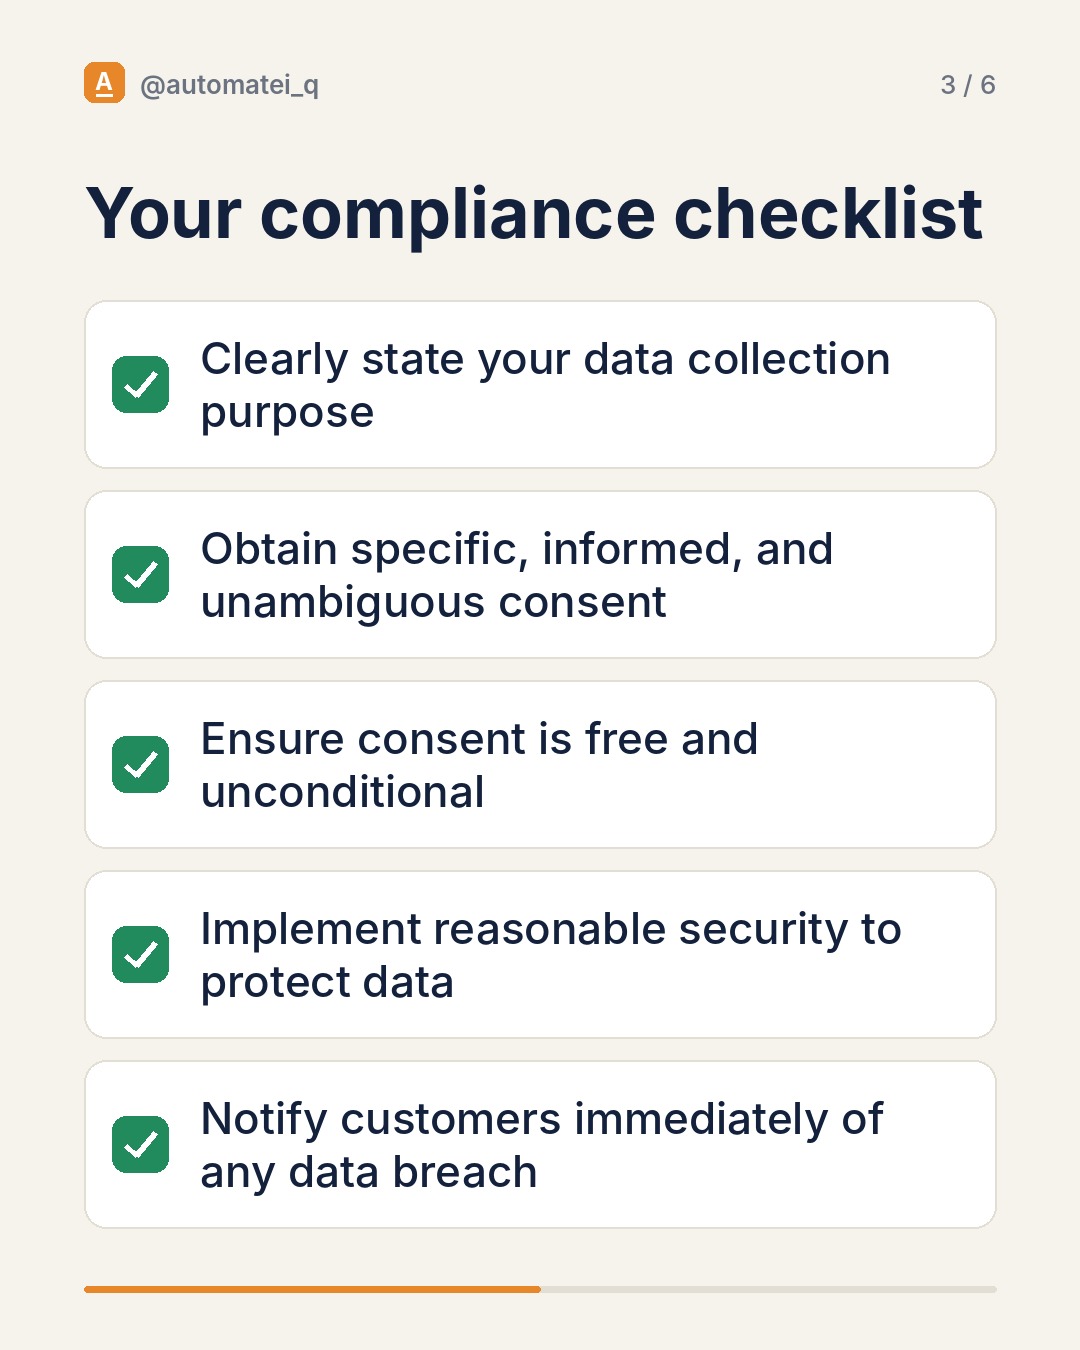 A
@automatei_q
3 / 6
Your compliance checklist
Clearly state your data collection
purpose
Obtain specific, informed, and
unambiguous consent
Ensure consent is free and
unconditional
Implement reasonable security to
protect data
Notify customers immediately of
any data breach